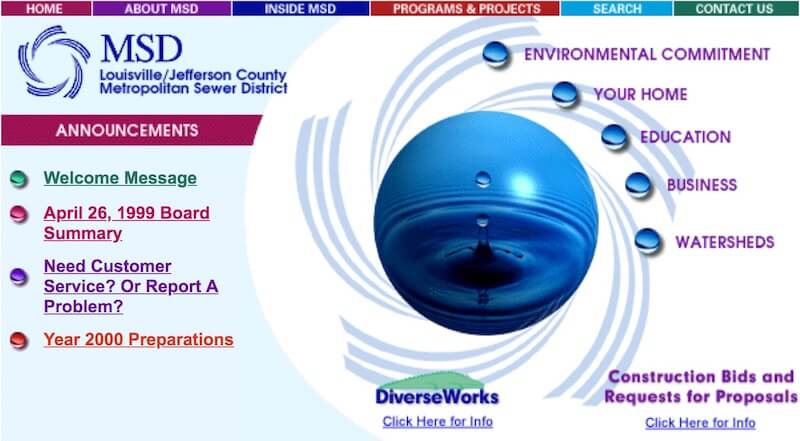 HOME
ABOUT MSD
INSIDE MSD
PROGRAMS & PROJECTS
SEARCH
CONTACT US
MSD
Louisville/Jefferson County
Metropolitan Sewer District
ANNOUNCEMENTS
Welcome Message
April 26, 1999 Board
Summary
Need Customer
Service? Or Report A
Problem?
Year 2000 Preparations
ENVIRONMENTAL COMMITMENT
YOUR HOME
EDUCATION
BUSINESS
WATERSHEDS
DiverseWorks
Click Here for Info
Construction Bids and
Requests for Proposals
Click Here for Info